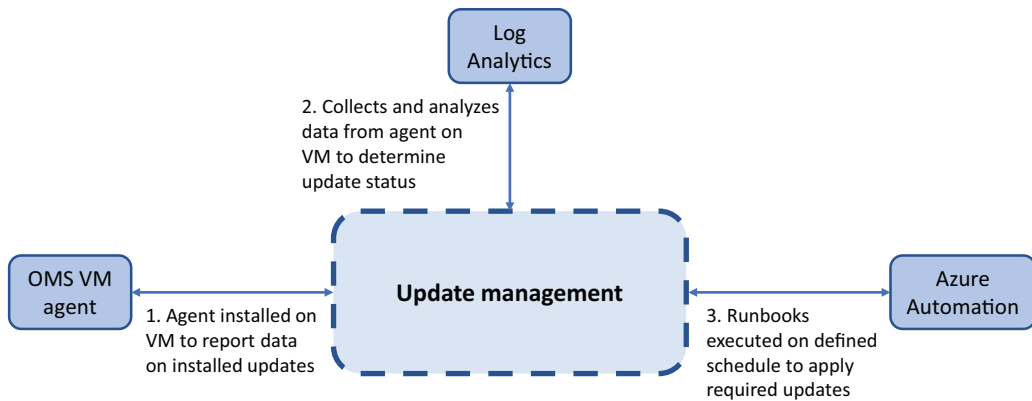 Log
Analytics
2. Collects and analyzes
data from agent on
VM to determine
update status
OMS VM
agent
Update management
Azure
Automation
1. Agent installed on
VM to report data
on installed updates
3. Runbooks
executed on defined
schedule to apply
required updates